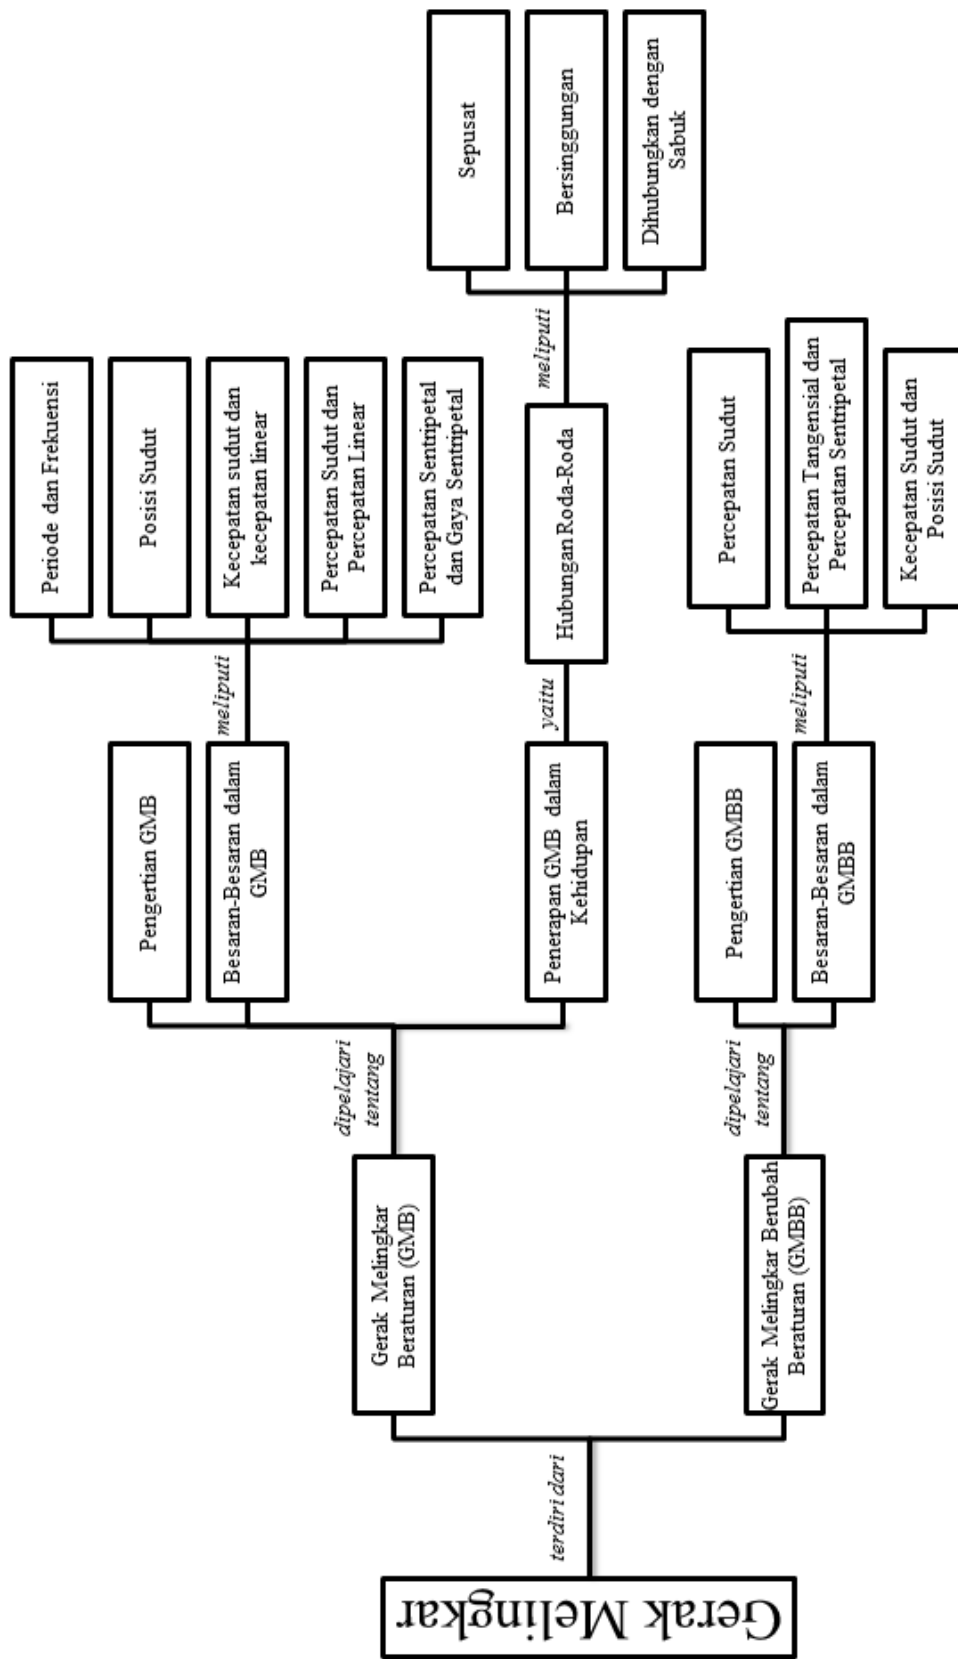 Gerak Melingkar
terdiri dari
Gerak Melingkar
Beraturan (GMB)
dipelajari
tentang
Pengertian GMB
Besaran-Besaran dalam
GMB
meliputi
Periode dan Frekuensi
Posisi Sudut
Kecepatan sudut dan
kecepatan linear
Percepatan Sudut dan
Percepatan Linear
Percepatan Sentripetal
dan Gaya Sentripetal
Penerapan GMB dalam
Kehidupan
yaitu
Hubungan Roda-Roda
meliputi
Sepusat
Bersinggungan
Dihubungkan dengan
Sabuk
Gerak Melingkar Berubah
Beraturan (GMBB)
dipelajari
tentang
Pengertian GMBB
Besaran-Besaran dalam
GMBB
meliputi
Percepatan Sudut
Percepatan Tangensial dan
Percepatan Sentripetal
Kecepatan Sudut dan
Posisi Sudut